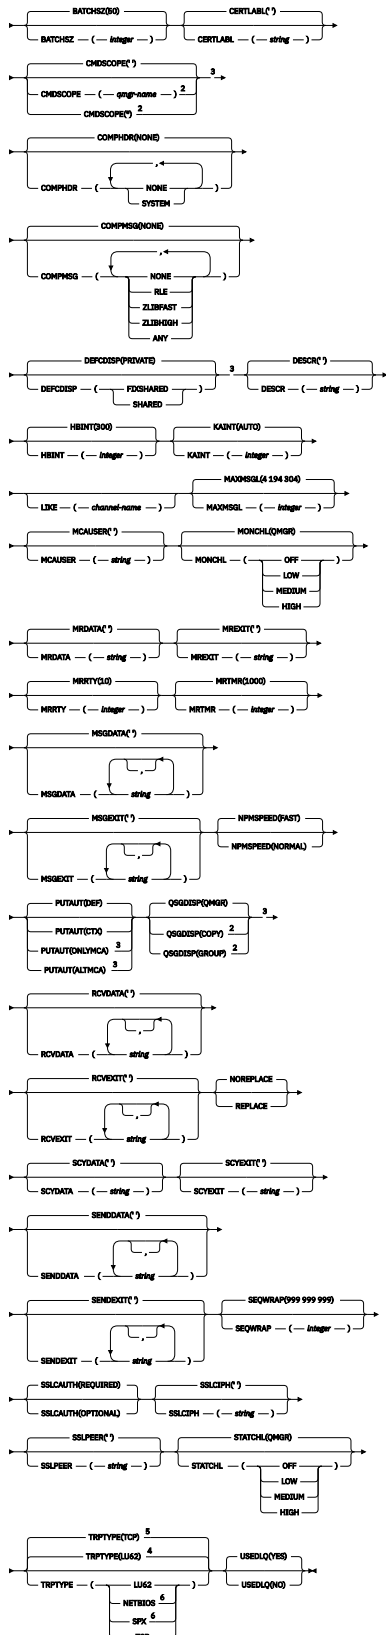 BATCHSZ(50) CERTLABL(' ')
BATCHSZ — ( — integer — ) CERTLABL — ( — string — )
CMDSCOPE(' ') 3
CMDSCOPE — ( — qmgr-name — ) 2
CMDSCOPE(*) 2
COMPHDR(NONE)
,
COMPHDR — ( NONE )
SYSTEM
COMPMSG(NONE)
,
COMPMSG — ( NONE )
RLE
ZLIBFAST
ZLIBHIGH
ANY
DEFCDISP(PRIVATE) 3 DESCR(' ')
DEFCDISP — ( FIXSHARED ) DESCR — ( — string — )
SHARED
HBINT(300) KAINT(AUTO)
HBINT — ( — integer — ) KAINT — ( — integer — )
MAXMSGL(4 194 304)
LIKE — ( — channel-name — ) MAXMSGL — ( — integer — )
MCAUSER(' ') MONCHL(QMGR)
MCAUSER — ( — string — ) MONCHL — ( OFF )
LOW
MEDIUM
HIGH
MRDATA(' ') MREXIT(' ')
MRDATA — ( — string — ) MREXIT — ( — string — )
MRRTY(10) MRTMR(1000)
MRRTY — ( — integer — ) MRTMR — ( — integer — )
MSGDATA(' ')
,
MSGDATA — ( string )
MSGEXIT(' ') NPMSPEED(FAST)
, NPMSPEED(NORMAL)
MSGEXIT — ( string )
PUTAUT(DEF) QSGDISP(QMGR) 3
PUTAUT(CTX) QSGDISP(COPY) 2
PUTAUT(ONLYMCA) 3 QSGDISP(GROUP) 2
PUTAUT(ALTMCA) 3
RCVDATA(' ')
,
RCVDATA — ( string )
RCVEXIT(' ') NOREPLACE
, REPLACE
RCVEXIT — ( string )
SCYDATA(' ') SCYEXIT(' ')
SCYDATA — ( — string — ) SCYEXIT — ( — string — )
SENDDATA(' ')
,
SENDDATA — ( string )
SENDEXIT(' ') SEQWRAP(999 999 999)
, SEQWRAP — ( — integer — )
SENDEXIT — ( string )
SSLCAUTH(REQUIRED) SSLCIPH(' ')
SSLCAUTH(OPTIONAL) SSLCIPH — ( — string — )
SSLPEER(' ') STATCHL(QMGR)
SSLPEER — ( — string — ) STATCHL — ( OFF )
LOW
MEDIUM
HIGH
TRPTYPE(TCP) 5
TRPTYPE(LU62) 4 USEDLQ(YES)
TRPTYPE — ( LU62 ) USEDLQ(NO)
NETBIOS 6
SPX 6